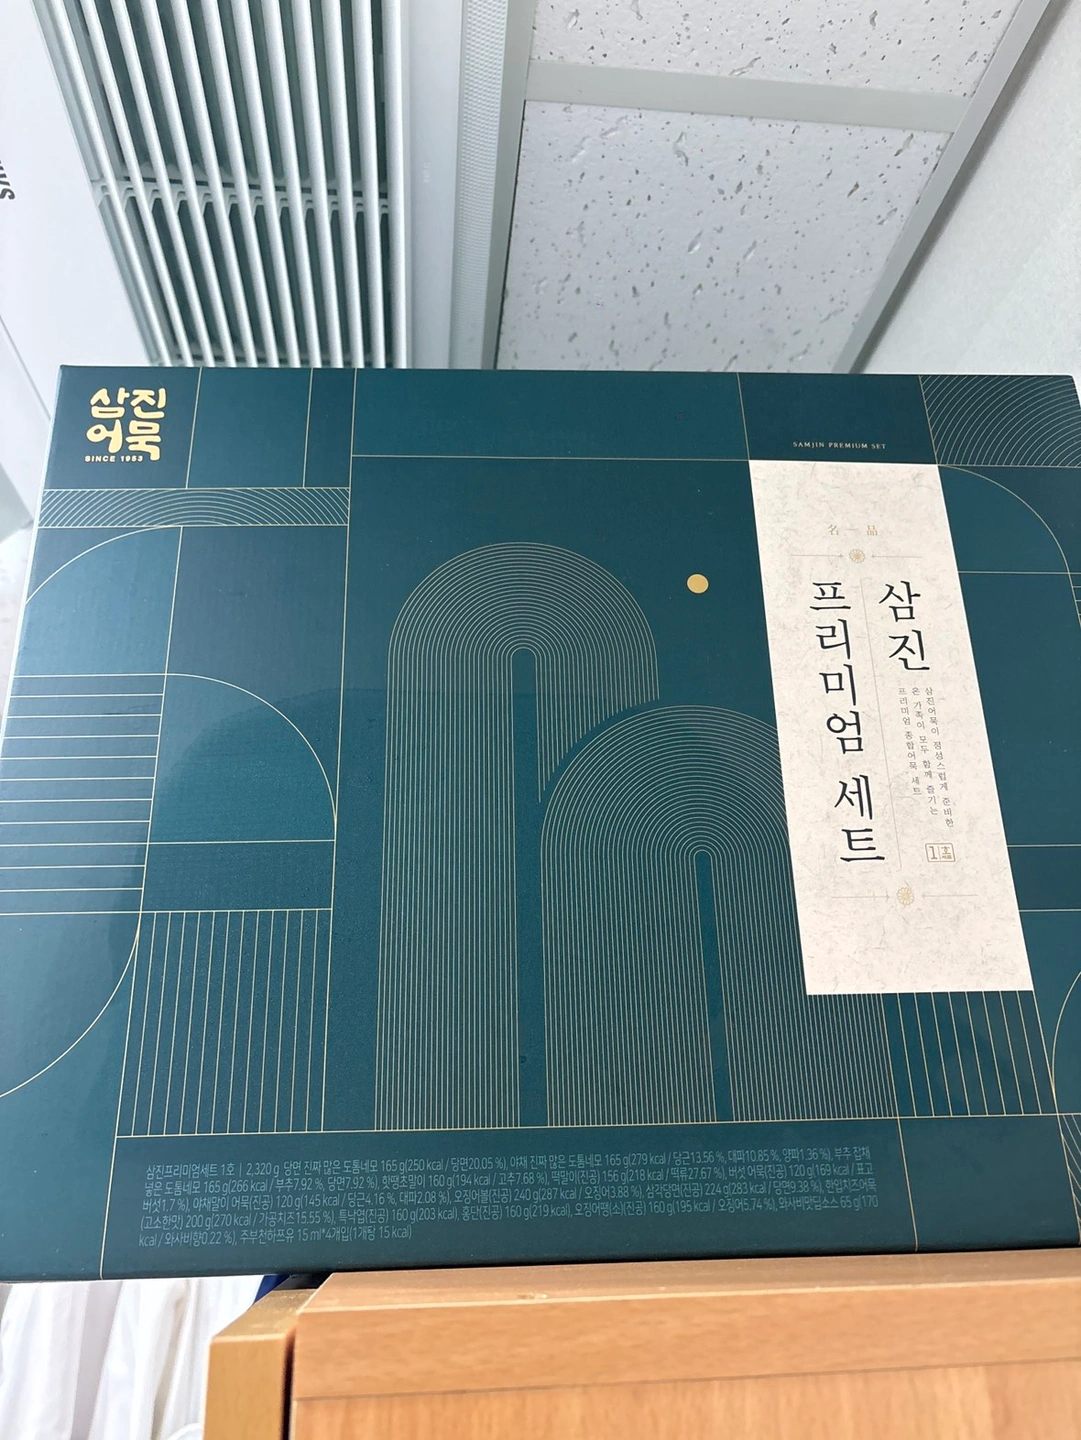 삼진
어묵
SINCE 1953
SAMJIN PREMIUM SET
名品
삼진
프리미엄 세트
삼진어묵이 정성스럽게 준비한
온 가족이 모두 함께 즐기는
프리미엄 종합어묵 세트
1호
삼진프리미엄세트 1호 | 2,320 g 당면 진짜 많은 도톰네모 165 g(250 kcal / 당면20.05 %), 야채 진짜 많은 도톰네모 165 g(279 kcal / 당근13.56 %, 대파10.85 %, 양파1.36 %), 부추 잡채
넣은 도톰네모 165 g(266 kcal / 부추7.92 %, 당면7.92 %), 핫땡초말이 160 g(194 kcal / 고추7.68 %), 떡말이(진공) 156 g(218 kcal / 떡류27.67 %), 버섯 어묵(진공) 120 g(169 kcal / 표고
버섯1.7 %), 야채말이 어묵(진공) 120 g(145 kcal / 당근4.16 %, 대파2.08 %), 오징어볼(진공) 240 g(287 kcal / 오징어3.88 %), 삼각당면(진공) 224 g(283 kcal / 당면9.38 %), 한입치즈어묵
(고소한맛) 200 g(270 kcal / 가공치즈15.55 %), 특낙엽(진공) 160 g(203 kcal), 홍단(진공) 160 g(219 kcal), 오징어땡(소)(진공) 160 g(195 kcal / 오징어5.74 %), 와사비맛딥소스 65 g(170
kcal / 와사비향0.22 %), 주부천하쯔유 15 ml*4개입(1개탕 15 kcal)